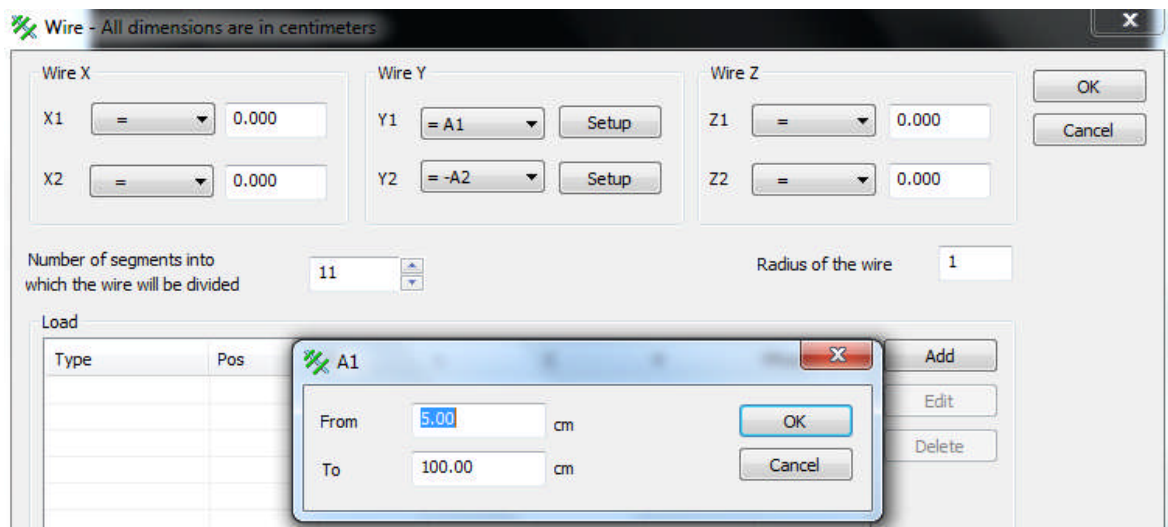 Wire - All dimensions are in centimeters
Wire X
Wire Y
Wire Z
OK
X1 = 0.000
Y1 = A1 Setup
Z1 = 0.000
Cancel
X2 = 0.000
Y2 = -A2 Setup
Z2 = 0.000
Number of segments into
which the wire will be divided
11
Radius of the wire 1
Load
Type Pos
Add
Edit
Delete
A1
From 5.00 cm
OK
To 100.00 cm
Cancel